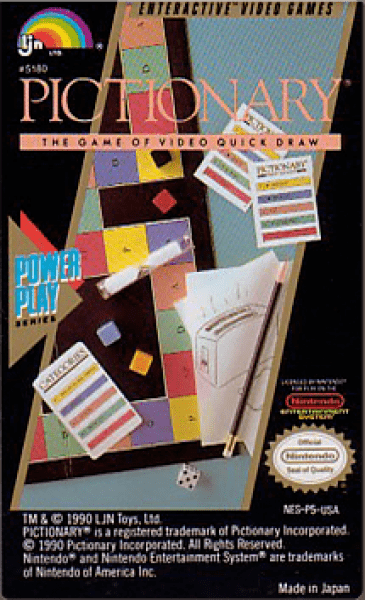 ENTERACTIVE™ VIDEO GAMES
LJN
LTD.
®
#5180
PICTIONARY®
THE GAME OF VIDEO QUICK DRAW
PICTIONARY
POWER
PLAY
SERIES
CATEGORIES
LICENSED BY NINTENDO®
FOR PLAY ON THE
Nintendo
ENTERTAINMENT
SYSTEM®
Official
Nintendo
Seal of Quality
NES-P5-USA
TM & © 1990 LJN Toys, Ltd.
PICTIONARY® is a registered trademark of Pictionary Incorporated.
© 1990 Pictionary Incorporated. All Rights Reserved.
Nintendo® and Nintendo Entertainment System® are trademarks
of Nintendo of America Inc.
Made in Japan